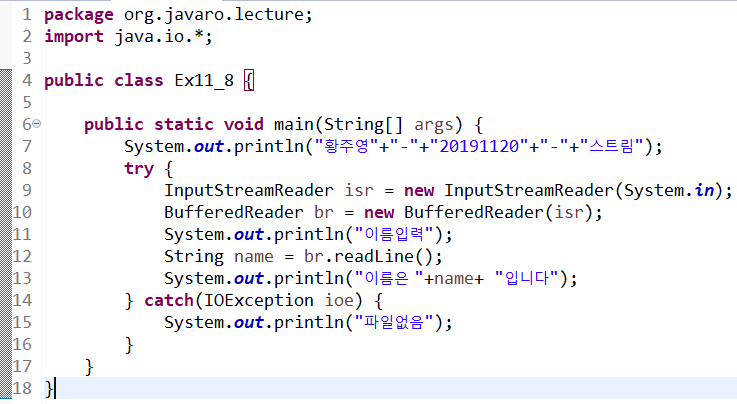 1 package org.javaro.lecture;
2 import java.io.*;
3
4 public class Ex11_8 {
5
6     public static void main(String[] args) {
7         System.out.println("황주영"+"-"+"20191120"+"-"+"스트림");
8         try {
9             InputStreamReader isr = new InputStreamReader(System.in);
10             BufferedReader br = new BufferedReader(isr);
11             System.out.println("이름입력");
12             String name = br.readLine();
13             System.out.println("이름은 "+name+ "입니다");
14         } catch(IOException ioe) {
15             System.out.println("파일없음");
16         }
17     }
18 }